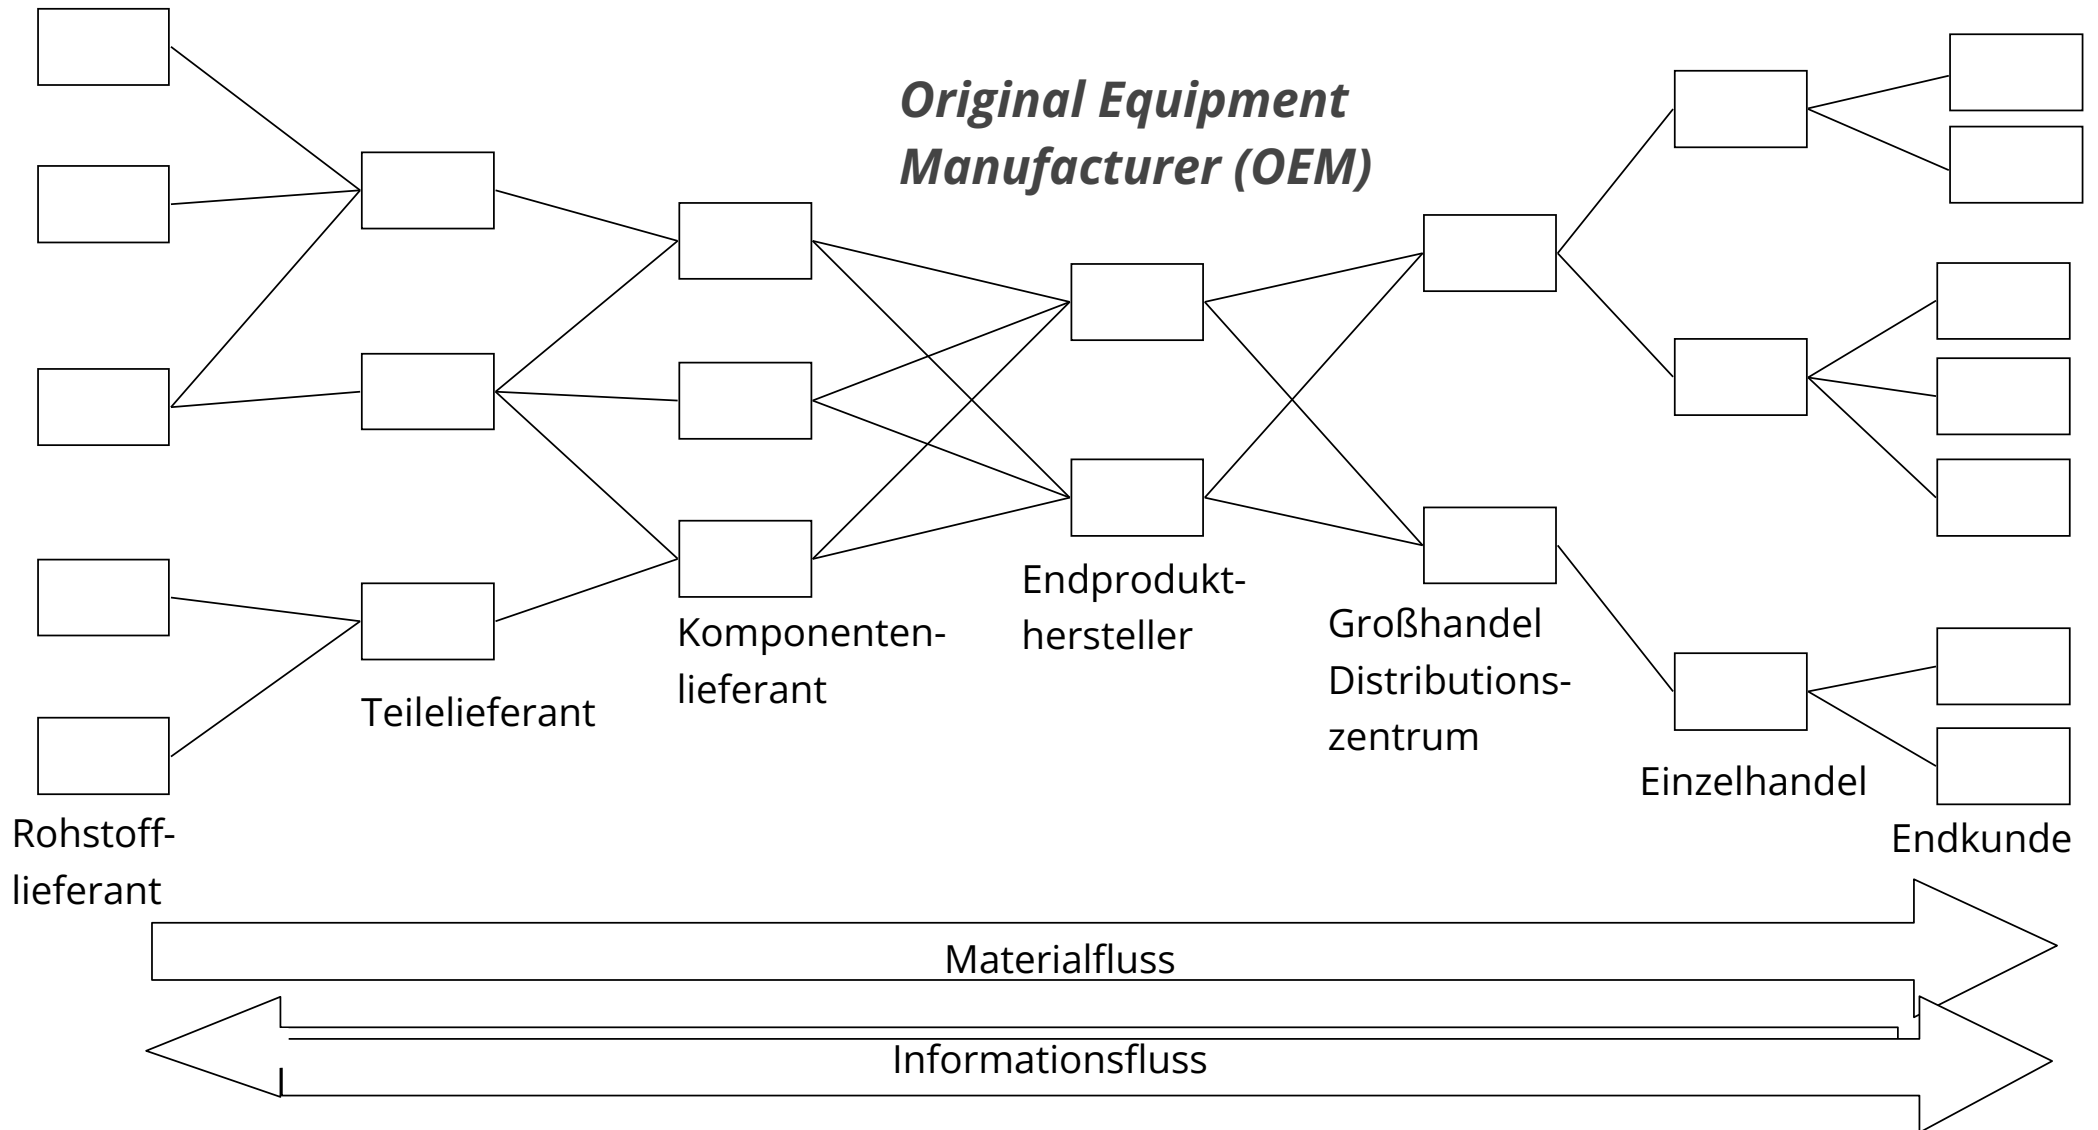 Original Equipment
Manufacturer (OEM)
Endprodukt-
hersteller
Großhandel
Distributions-
zentrum
Komponenten-
lieferant
Teilelieferant
Einzelhandel
Rohstoff-
lieferant
Endkunde
Materialfluss
Informationsfluss